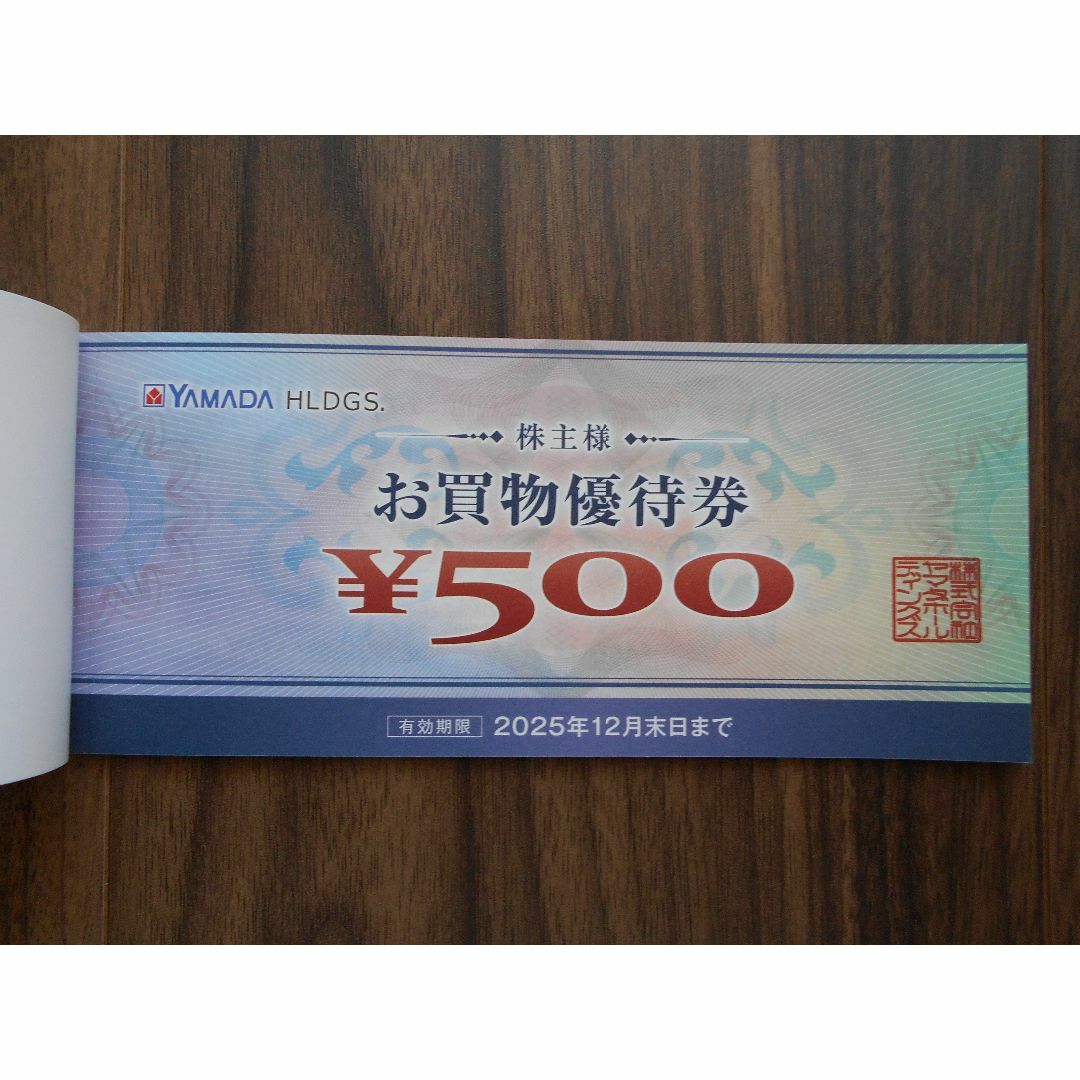 YAMADA HLDGS.
株主様
お買物優待券
¥500
株式会社
ヤマダホール
ディングス
有効期限 2025年12月末日まで